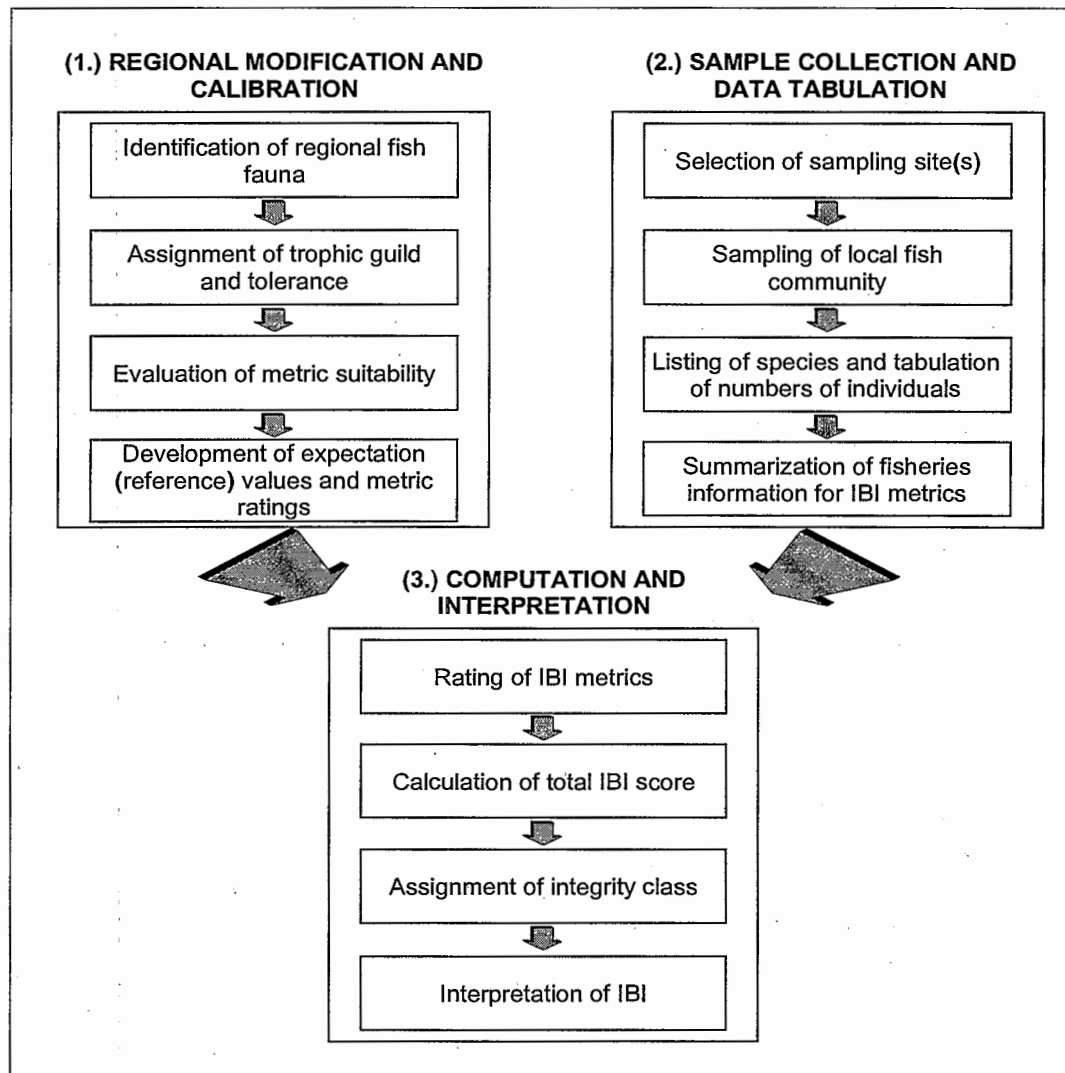 (1.) REGIONAL MODIFICATION AND
CALIBRATION
Identification of regional fish
fauna
Assignment of trophic guild
and tolerance
Evaluation of metric suitability
Development of expectation
(reference) values and metric
ratings
(2.) SAMPLE COLLECTION AND
DATA TABULATION
Selection of sampling site(s)
Sampling of local fish
community
Listing of species and tabulation
of numbers of individuals
Summarization of fisheries
information for IBI metrics
(3.) COMPUTATION AND
INTERPRETATION
Rating of IBI metrics
Calculation of total IBI score
Assignment of integrity class
Interpretation of IBI